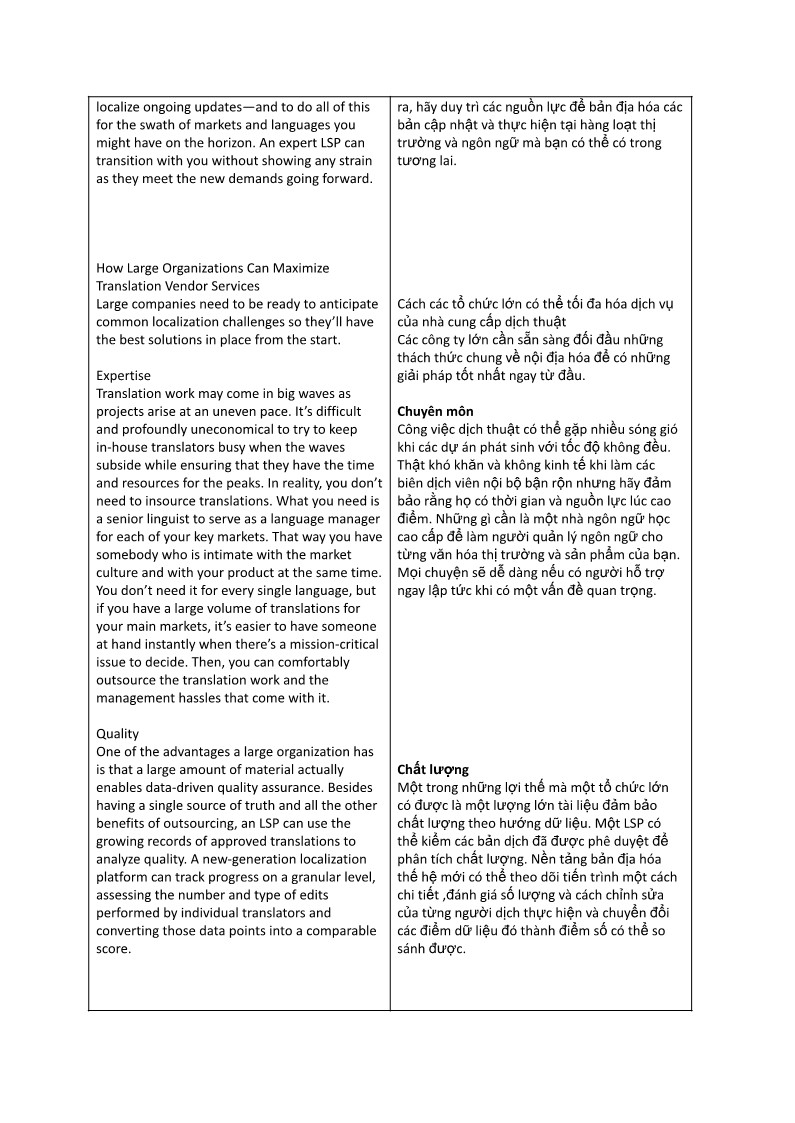 localize ongoing updates—and to do all of this
for the swath of markets and languages you
might have on the horizon. An expert LSP can
transition with you without showing any strain
as they meet the new demands going forward.
How Large Organizations Can Maximize
Translation Vendor Services
Large companies need to be ready to anticipate
common localization challenges so they’ll have
the best solutions in place from the start.
Expertise
Translation work may come in big waves as
projects arise at an uneven pace. It’s difficult
and profoundly uneconomical to try to keep
in-house translators busy when the waves
subside while ensuring that they have the time
and resources for the peaks. In reality, you don’t
need to insource translations. What you need is
a senior linguist to serve as a language manager
for each of your key markets. That way you have
somebody who is intimate with the market
culture and with your product at the same time.
You don’t need it for every single language, but
if you have a large volume of translations for
your main markets, it’s easier to have someone
at hand instantly when there’s a mission-critical
issue to decide. Then, you can comfortably
outsource the translation work and the
management hassles that come with it.
Quality
One of the advantages a large organization has
is that a large amount of material actually
enables data-driven quality assurance. Besides
having a single source of truth and all the other
benefits of outsourcing, an LSP can use the
growing records of approved translations to
analyze quality. A new-generation localization
platform can track progress on a granular level,
assessing the number and type of edits
performed by individual translators and
converting those data points into a comparable
score.
ra, hãy duy trì các nguồn lực để bản địa hóa các
bản cập nhật và thực hiện tại hàng loạt thị
trường và ngôn ngữ mà bạn có thể có trong
tương lai.
Cách các tổ chức lớn có thể tối đa hóa dịch vụ
của nhà cung cấp dịch thuật
Các công ty lớn cần sẵn sàng đối đầu những
thách thức chung về nội địa hóa để có những
giải pháp tốt nhất ngay từ đầu.
Chuyên môn
Công việc dịch thuật có thể gặp nhiều sóng gió
khi các dự án phát sinh với tốc độ không đều.
Thật khó khăn và không kinh tế khi làm các
biên dịch viên nội bộ bận rộn nhưng hãy đảm
bảo rằng họ có thời gian và nguồn lực lúc cao
điểm. Những gì cần là một nhà ngôn ngữ học
cao cấp để làm người quản lý ngôn ngữ cho
từng văn hóa thị trường và sản phẩm của bạn.
Mọi chuyện sẽ dễ dàng nếu có người hỗ trợ
ngay lập tức khi có một vấn đề quan trọng.
Chất lượng
Một trong những lợi thế mà một tổ chức lớn
có được là một lượng lớn tài liệu đảm bảo
chất lượng theo hướng dữ liệu. Một LSP có
thể kiểm các bản dịch đã được phê duyệt để
phân tích chất lượng. Nền tảng bản địa hóa
thế hệ mới có thể theo dõi tiến trình một cách
chi tiết ,đánh giá số lượng và cách chỉnh sửa
của từng người dịch thực hiện và chuyển đổi
các điểm dữ liệu đó thành điểm số có thể so
sánh được.